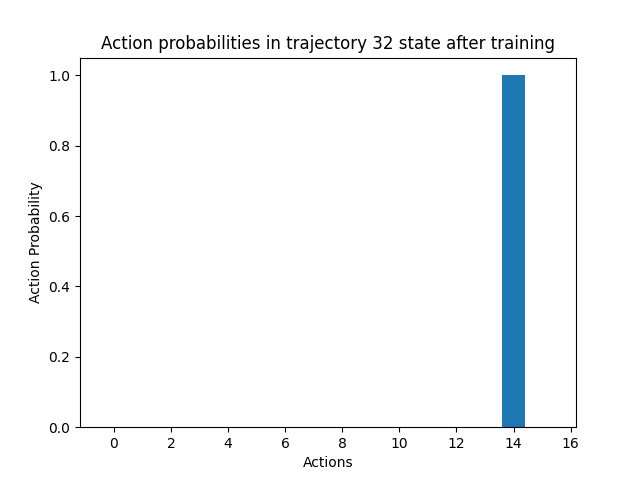 Action probabilities in trajectory 32 state after training
1.0
0.8
0.6
0.4
0.2
0.0
Action Probability
0 2 4 6 8 10 12 14 16
Actions